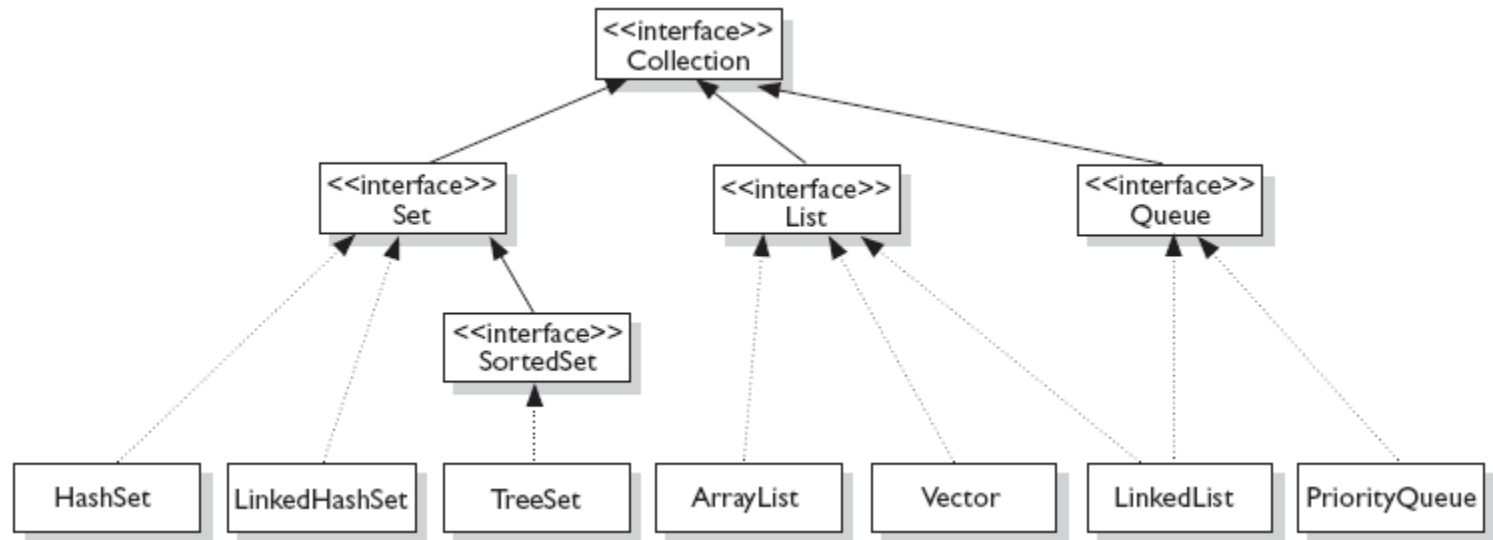 <<interface>>
Collection
<<interface>>
Set
<<interface>>
List
<<interface>>
Queue
<<interface>>
SortedSet
HashSet
LinkedHashSet
TreeSet
ArrayList
Vector
LinkedList
PriorityQueue